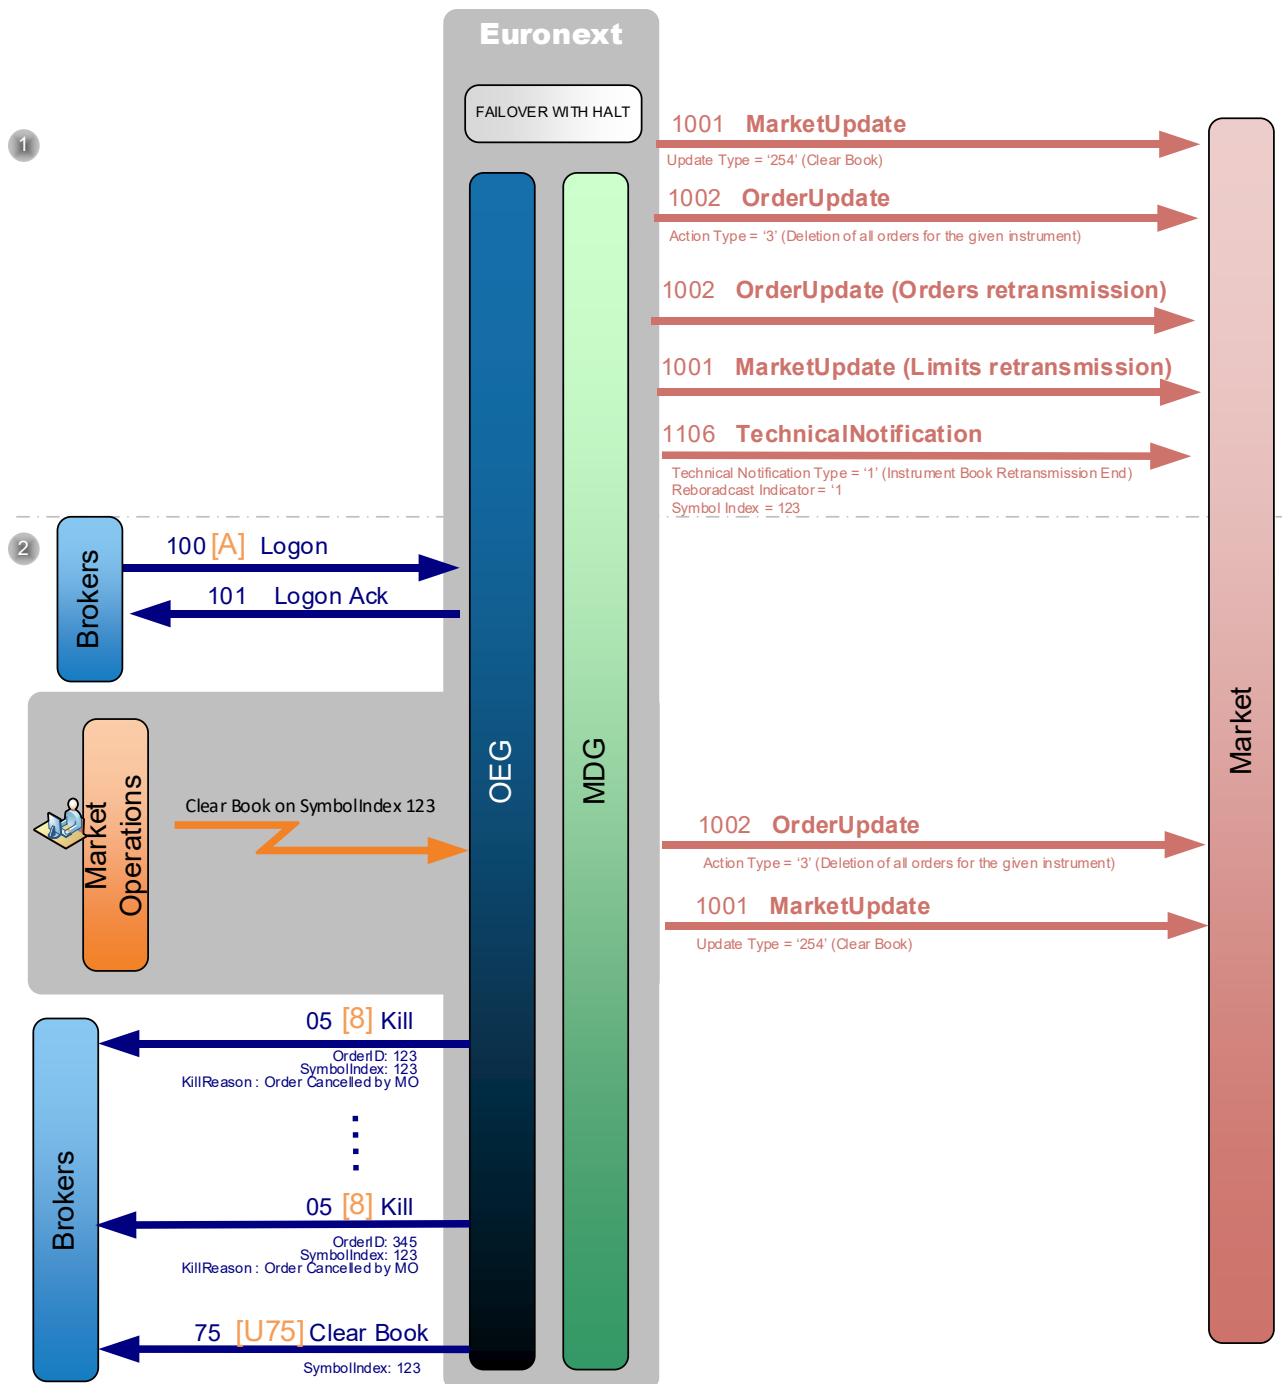 Euronext
FAILOVER WITH HALT
1
1001 MarketUpdate
Update Type = ‘254’ (Clear Book)
1002 OrderUpdate
Action Type = ‘3’ (Deletion of all orders for the given instrument)
1002 OrderUpdate (Orders retransmission)
1001 MarketUpdate (Limits retransmission)
1106 TechnicalNotification
Technical Notification Type = ‘1’ (Instrument Book Retransmission End)
Reboradcast Indicator = ‘1
Symbol Index = 123
2
Brokers
100 [A] Logon
101 Logon Ack
OEG
MDG
Market
Market
Operations
Clear Book on SymbolIndex 123
1002 OrderUpdate
Action Type = ‘3’ (Deletion of all orders for the given instrument)
1001 MarketUpdate
Update Type = ‘254’ (Clear Book)
Brokers
05 [8] Kill
OrderID: 123
SymbolIndex: 123
KillReason : Order Cancelled by MO
05 [8] Kill
OrderID: 345
SymbolIndex: 123
KillReason : Order Cancelled by MO
75 [U75] Clear Book
SymbolIndex: 123